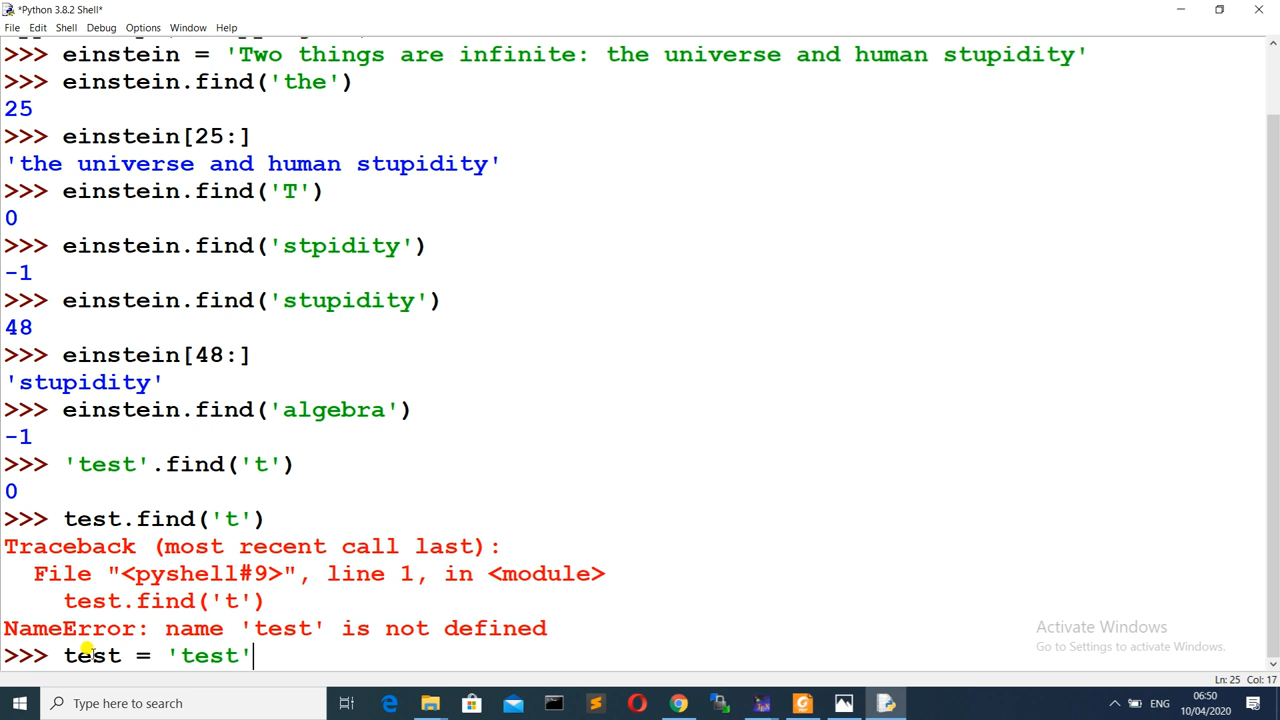 *Python 3.8.2 Shell*
File Edit Shell Debug Options Window Help
>>> einstein = 'Two things are infinite: the universe and human stupidity'
>>> einstein.find('the')
25
>>> einstein[25:]
'the universe and human stupidity'
>>> einstein.find('T')
0
>>> einstein.find('stpidity')
-1
>>> einstein.find('stupidity')
48
>>> einstein[48:]
'stupidity'
>>> einstein.find('algebra')
-1
>>> 'test'.find('t')
0
>>> test.find('t')
Traceback (most recent call last):
  File "<pyshell#9>", line 1, in <module>
    test.find('t')
NameError: name 'test' is not defined
>>> test = 'test'
Activate Windows
Go to Settings to activate Windows.
Ln: 25 Col: 17
Type here to search
ENG
06:50
10/04/2020